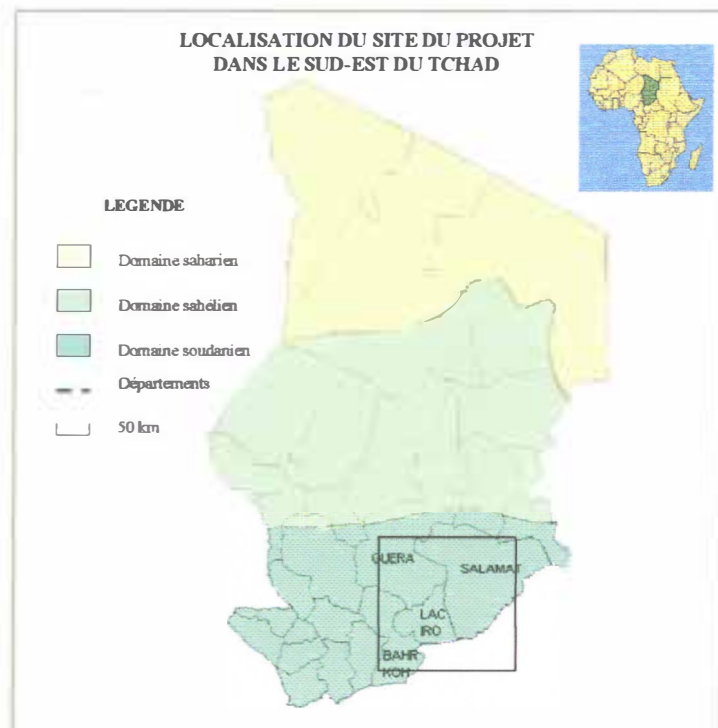 LOCALISATION DU SITE DU PROJET
DANS LE SUD-EST DU TCHAD
LEGENDE
Domaine saharien
Domaine sahélien
Domaine soudanien
Départements
50 km
GUERA
SALAMAT
LAC
IRO
BAHR
KOH